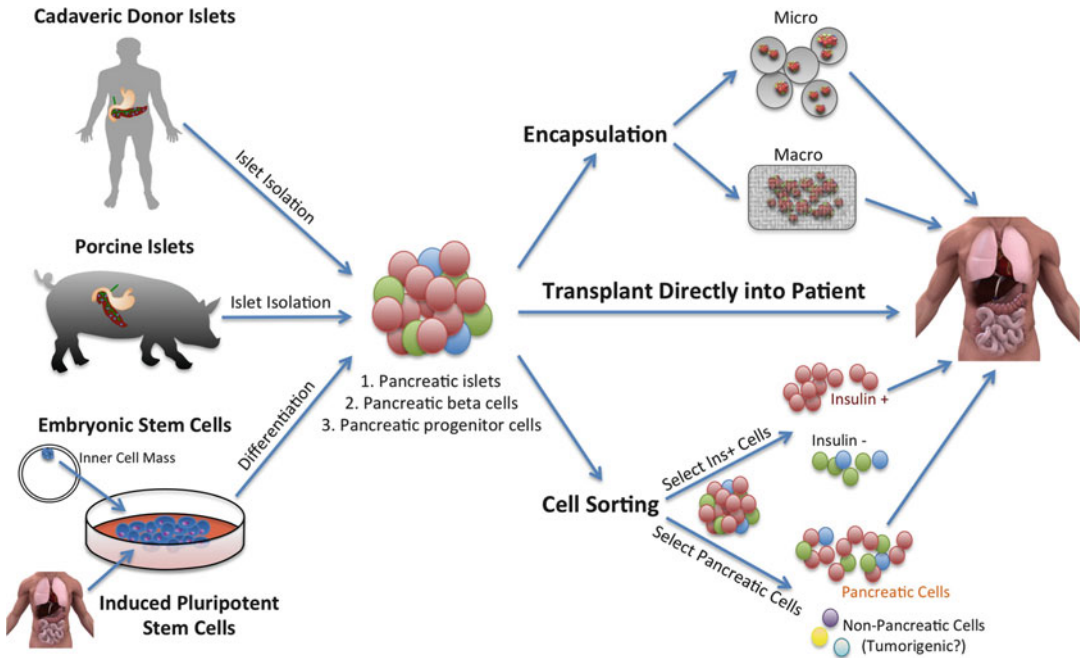 Cadaveric Donor Islets
Islet Isolation
Porcine Islets
Islet Isolation
Embryonic Stem Cells
Inner Cell Mass
Differentiation
Induced Pluripotent
Stem Cells
1. Pancreatic islets
2. Pancreatic beta cells
3. Pancreatic progenitor cells
Encapsulation
Micro
Macro
Transplant Directly into Patient
Cell Sorting
Select Ins+ Cells
Insulin +
Insulin -
Select Pancreatic Cells
Pancreatic Cells
Non-Pancreatic Cells
(Tumorigenic?)